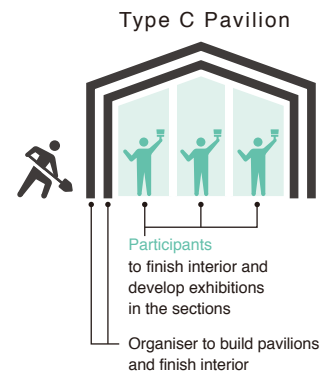 Type C Pavilion
Participants
to finish interior and
develop exhibitions
in the sections
Organiser to build pavilions
and finish interior